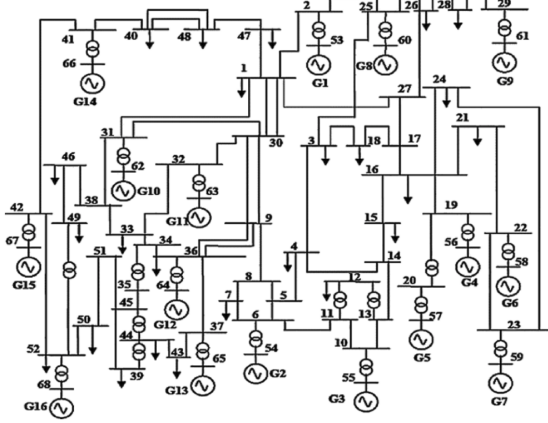 2 25 26 28 29
41 40 48 47 53 60 61
66 G1 G8 G9
G14 1 24
27 21
31 30 3 18 17
46 32 16
62 63
G10
42 38 G11 19
49 33 9 15 22
67 51 34 36 4 14 56 58
G15 35 64 8 12 20 G4 G6
50 45 G12 7 5 11 13 57
44 37 6 10 G5 23
52 43 54
68 39 65 G2 55 59
G16 G13 G3 G7